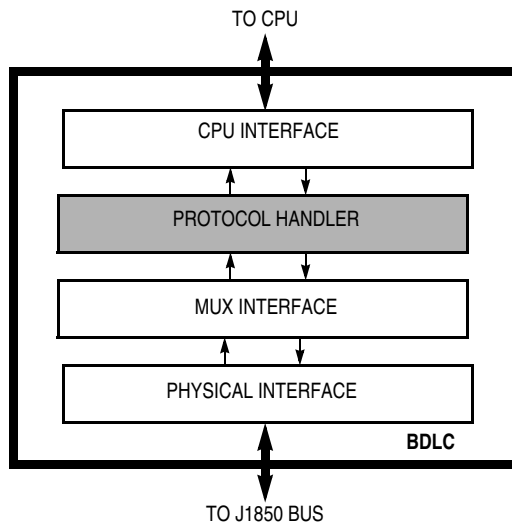 TO CPU
CPU INTERFACE
PROTOCOL HANDLER
MUX INTERFACE
PHYSICAL INTERFACE
BDLC
TO J1850 BUS